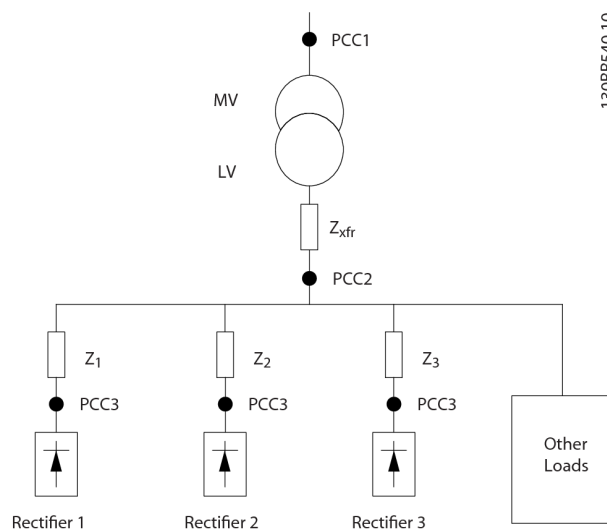 PCC1
MV
LV
Zxfr
PCC2
Z1
Z2
Z3
PCC3
PCC3
PCC3
Other
Loads
Rectifier 1
Rectifier 2
Rectifier 3